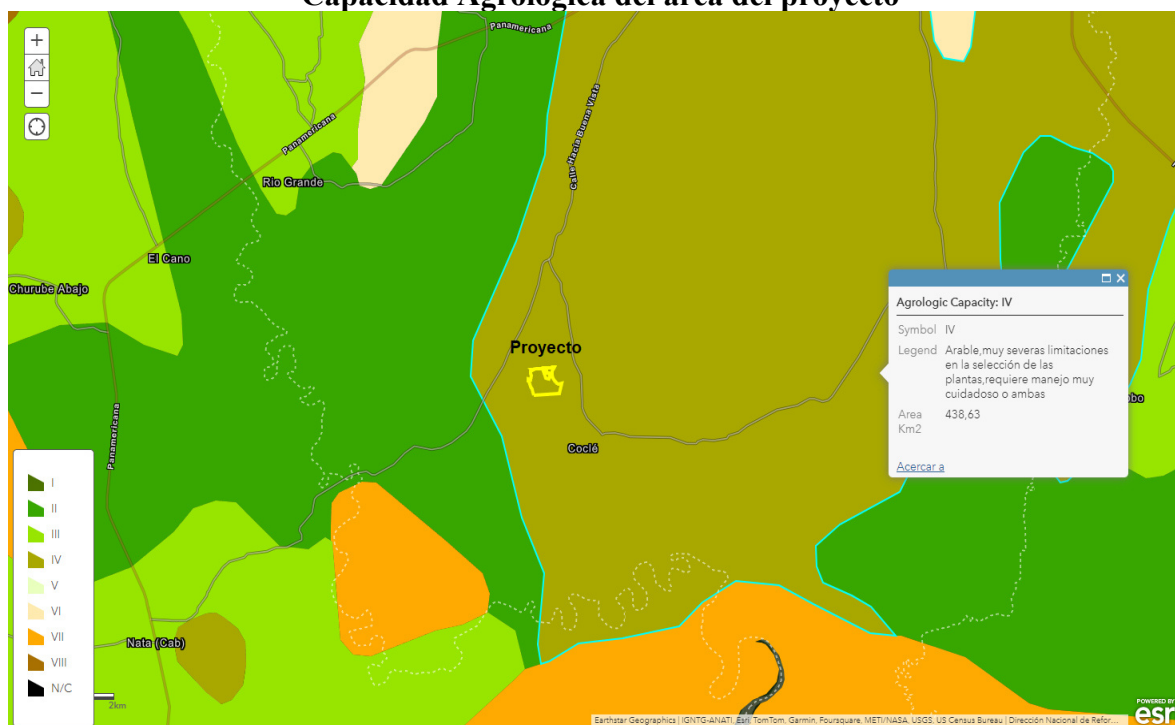 Capacidad Agrológica del área del proyecto
Panamericana
+
−
Calle Hacia Buena Vista
Panamericana
Rio Grande
El Cano
Churube Abajo
Agrologic Capacity: IV
Symbol IV
Legend Arable,muy severas limitaciones
en la selección de las
plantas,requiere manejo muy
cuidadoso o ambas
Area
Km2
438,63
Acercar a
Proyecto
Panamericana
Coclé
I
II
III
IV
V
VI
VII
VIII
N/C
Nata (Cab)
2km
Earthstar Geographics | IGNTG-ANATI, Esri, TomTom, Garmin, Foursquare, METI/NASA, USGS, US Census Bureau | Dirección Nacional de Refor...
POWERED BY
esri